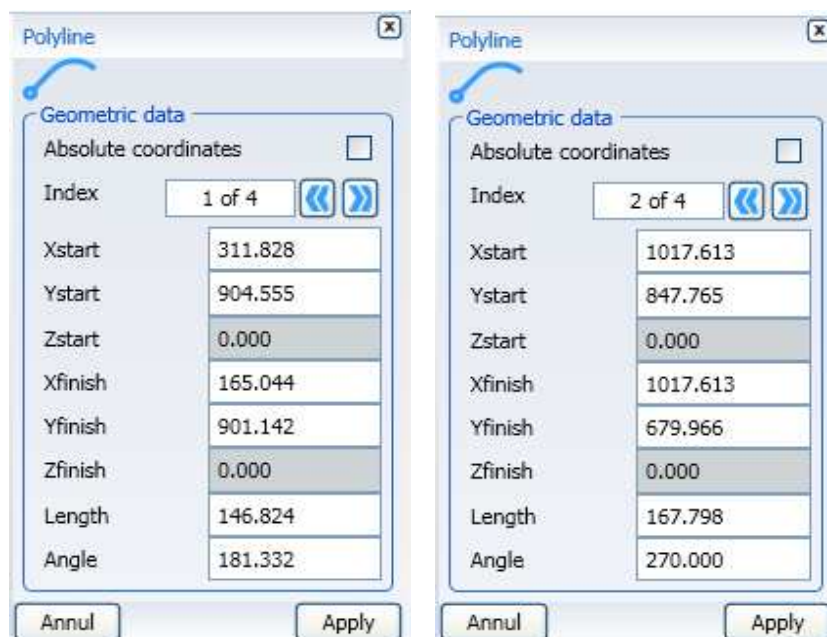 Polyline
Geometric data
Absolute coordinates
Index 1 of 4
Xstart 311.828
Ystart 904.555
Zstart 0.000
Xfinish 165.044
Yfinish 901.142
Zfinish 0.000
Length 146.824
Angle 181.332
Annul Apply
Polyline
Geometric data
Absolute coordinates
Index 2 of 4
Xstart 1017.613
Ystart 847.765
Zstart 0.000
Xfinish 1017.613
Yfinish 679.966
Zfinish 0.000
Length 167.798
Angle 270.000
Annul Apply